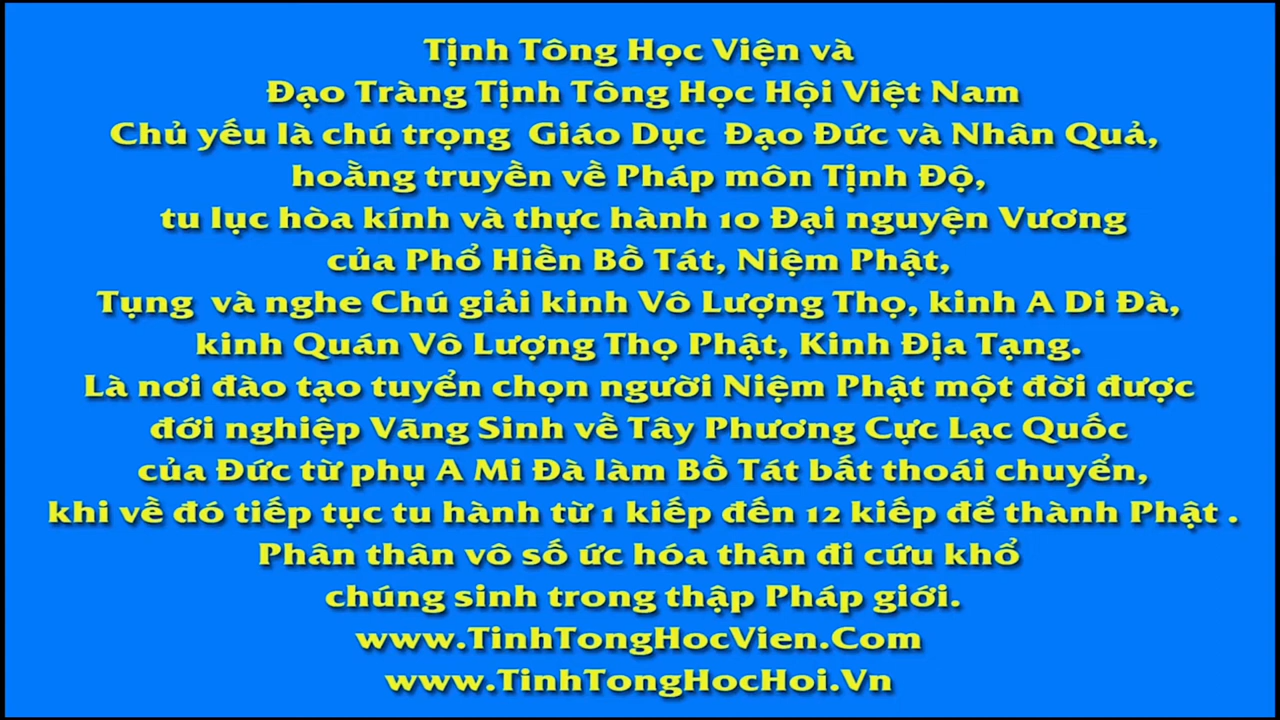 Tịnh Tông Học Viện và
Đạo Tràng Tịnh Tông Học Hội Việt Nam
Chủ yếu là chú trọng Giáo Dục Đạo Đức và Nhân Quả,
hoằng truyền về Pháp môn Tịnh Độ,
tu lục hòa kính và thực hành 10 Đại nguyện Vương
của Phổ Hiền Bồ Tát, Niệm Phật,
Tụng và nghe Chú giải kinh Vô Lượng Thọ, kinh A Di Đà,
kinh Quán Vô Lượng Thọ Phật, Kinh Địa Tạng.
Là nơi đào tạo tuyển chọn người Niệm Phật một đời được
đới nghiệp Vãng Sinh về Tây Phương Cực Lạc Quốc
của Đức từ phụ A Mi Đà làm Bồ Tát bất thoái chuyển,
khi về đó tiếp tục tu hành từ 1 kiếp đến 12 kiếp để thành Phật .
Phân thân vô số ức hóa thân đi cứu khổ
chúng sinh trong thập Pháp giới.
www.TinhTongHocVien.Com
www.TinhTongHocHoi.Vn